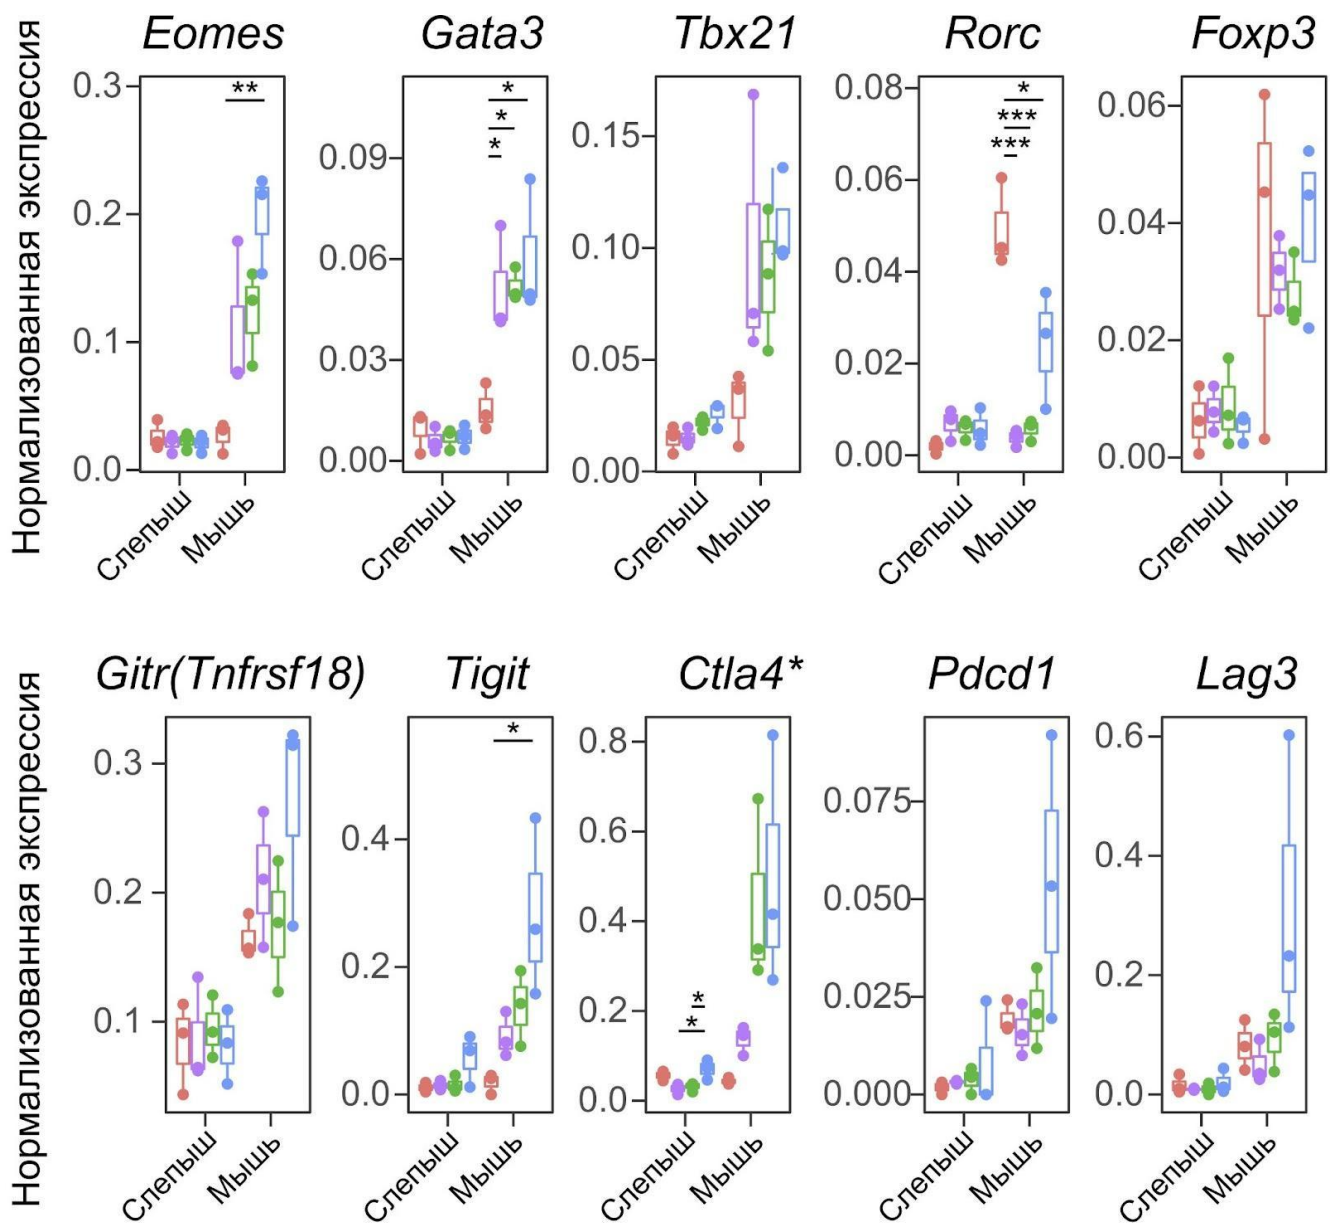 Нормализованная экспрессия
Eomes
**
0.3
0.2
0.1
0.0
Слепыш
Мышь
Gata3
*
*
*
0.09
0.06
0.03
0.00
Слепыш
Мышь
Tbx21
0.15
0.10
0.05
0.00
Слепыш
Мышь
Rorc
*
***
***
0.08
0.06
0.04
0.02
0.00
Слепыш
Мышь
Foxp3
0.06
0.04
0.02
0.00
Слепыш
Мышь
Нормализованная экспрессия
Gitr(Tnfrsf18)
0.3
0.2
0.1
Слепыш
Мышь
Tigit
*
0.4
0.2
0.0
Слепыш
Мышь
Ctla4*
0.8
0.6
0.4
0.2
0.0
*
*
Слепыш
Мышь
Pdcd1
0.075
0.050
0.025
0.000
Слепыш
Мышь
Lag3
0.6
0.4
0.2
0.0
Слепыш
Мышь